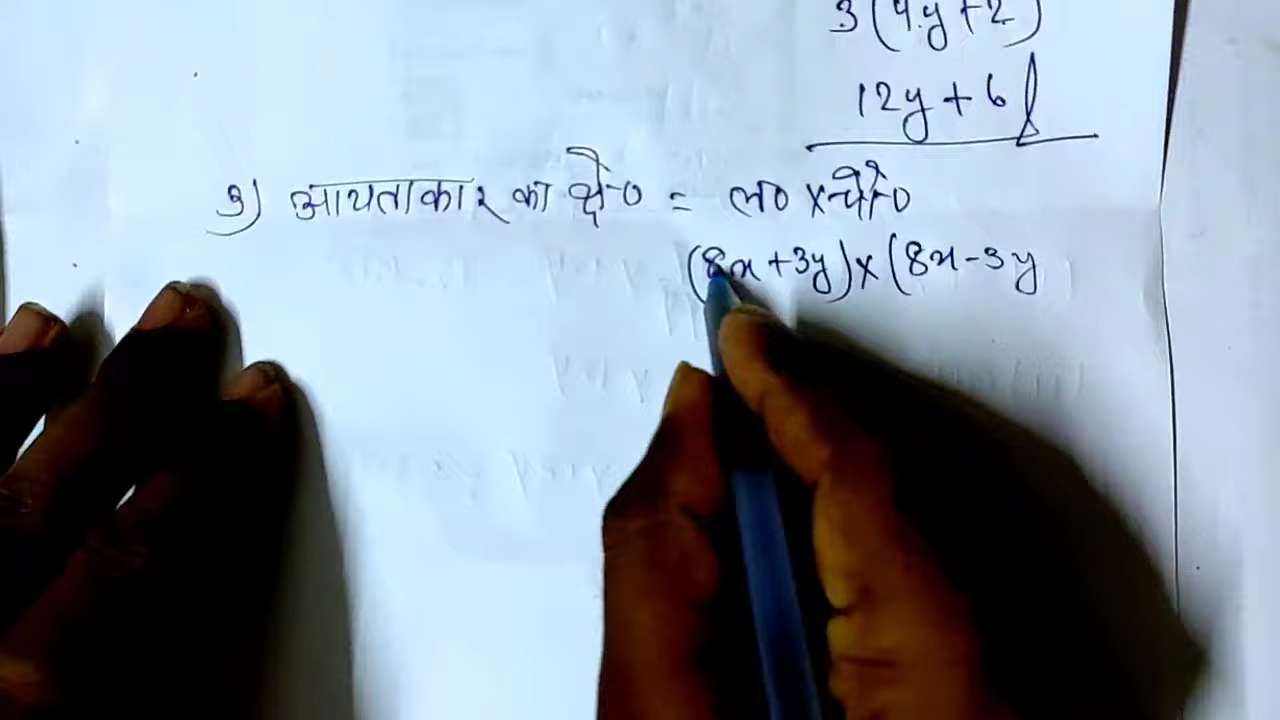 3(4y+2)
12y+6
3) आयताकार का क्षे० = ल० × चौ०
(8x+3y)×(8x-3y